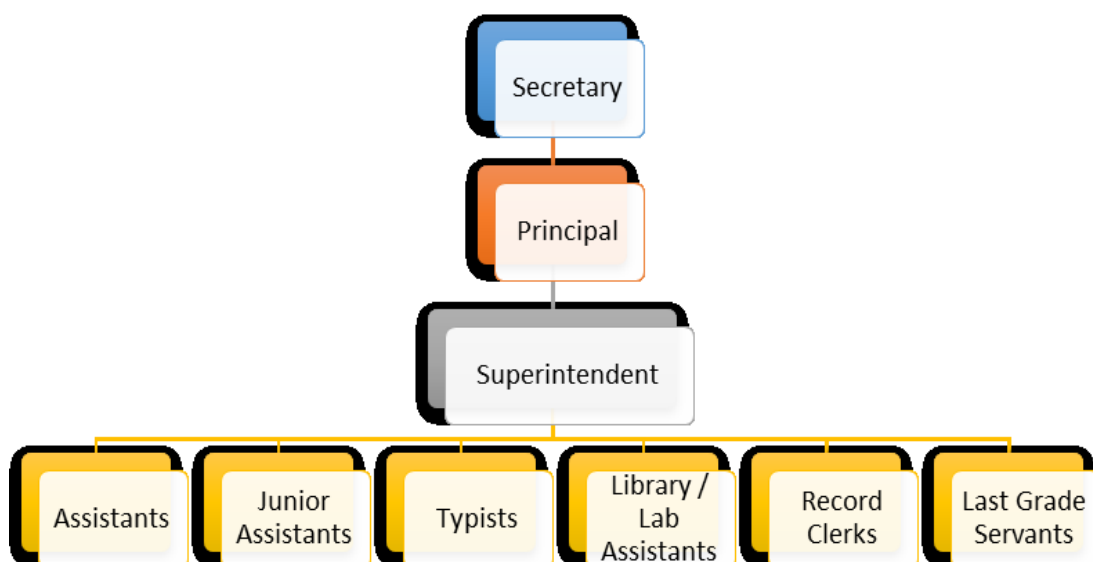 Secretary
Principal
Superintendent
Assistants
Junior
Assistants
Typists
Library /
Lab
Assistants
Record
Clerks
Last Grade
Servants